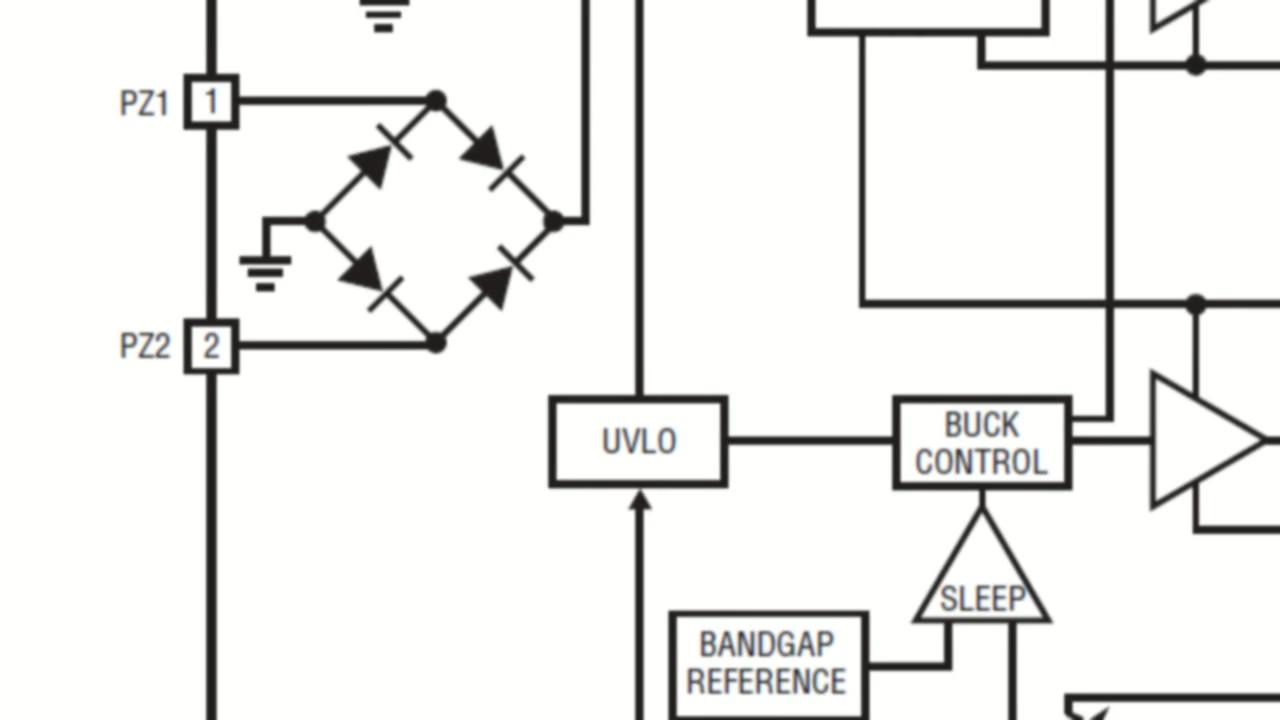 PZ1
1
PZ2
2
UVLO
BUCK
CONTROL
SLEEP
BANDGAP
REFERENCE